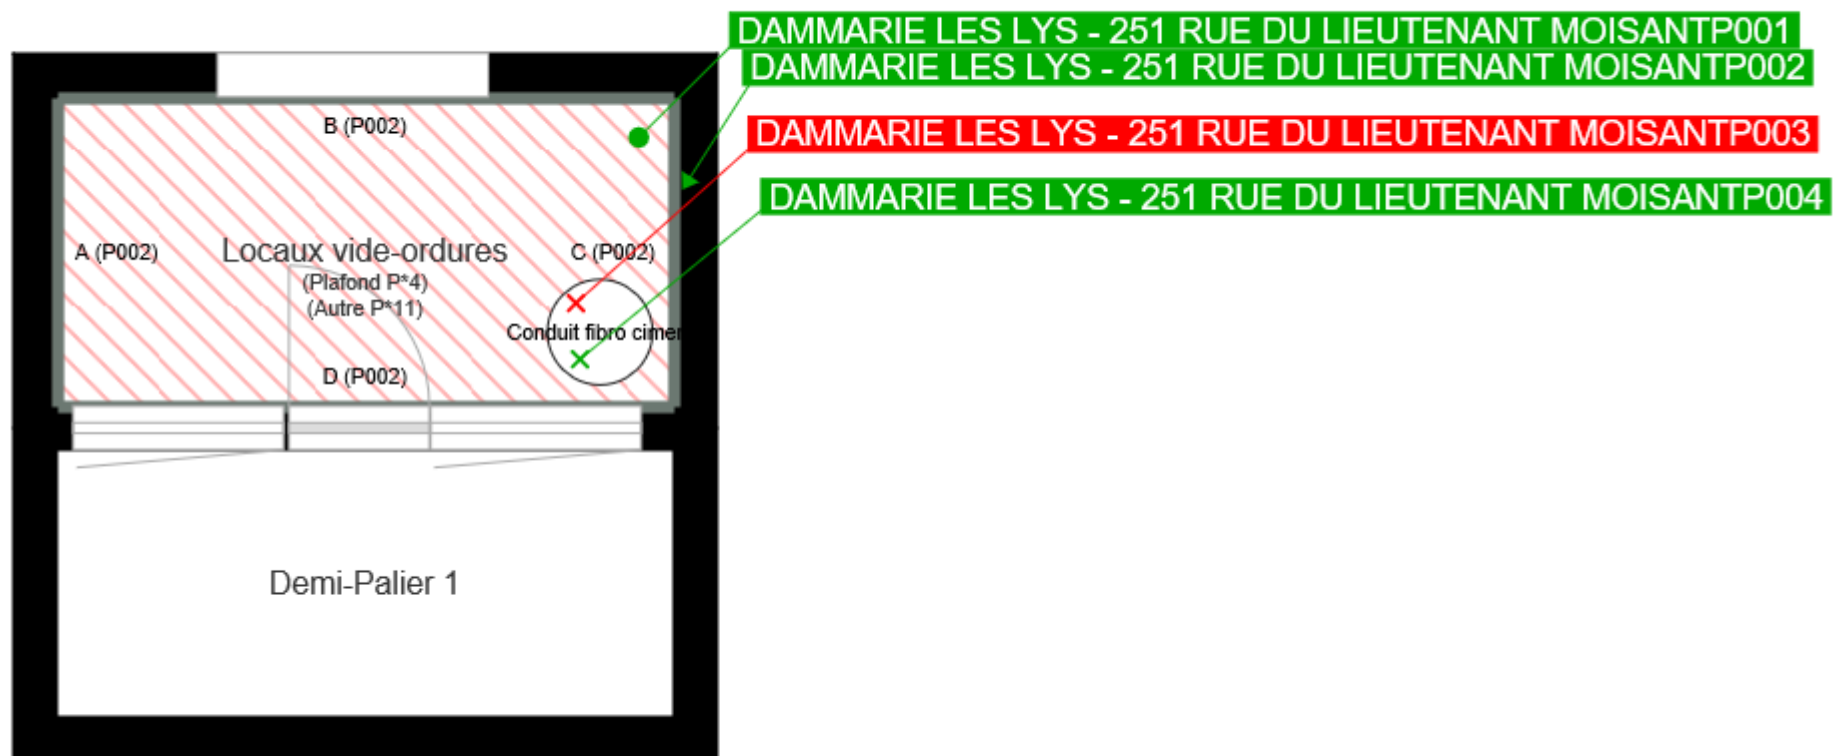 DAMMARIE LES LYS - 251 RUE DU LIEUTENANT MOISANTP001
DAMMARIE LES LYS - 251 RUE DU LIEUTENANT MOISANTP002
DAMMARIE LES LYS - 251 RUE DU LIEUTENANT MOISANTP003
DAMMARIE LES LYS - 251 RUE DU LIEUTENANT MOISANTP004
B (P002)
A (P002)
Locaux vide-ordures
C (P002)
(Plafond P*4)
(Autre P*11)
Conduit fibro cimen
D (P002)
Demi-Palier 1